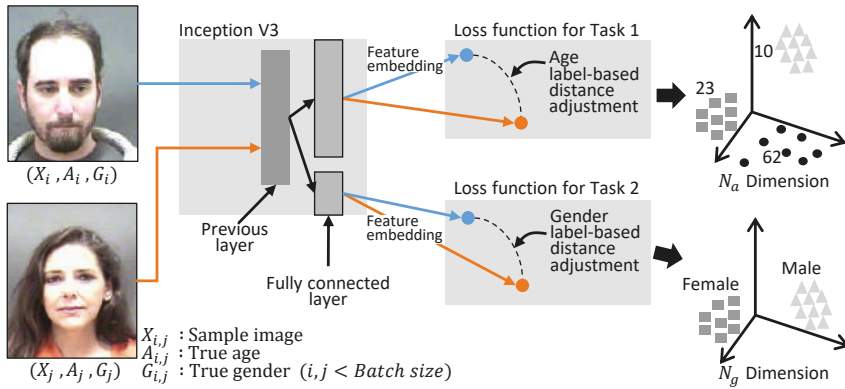 Inception V3
Loss function for Task 1
Feature
embedding
Age
label-based
distance
adjustment
10
23
62
N_a Dimension
(X_i , A_i , G_i)
Previous
layer
Fully connected
layer
Feature
embedding
Loss function for Task 2
Gender
label-based
distance
adjustment
Female
Male
N_g Dimension
(X_j , A_j , G_j)
X_{i,j} : Sample image
A_{i,j} : True age
G_{i,j} : True gender (i, j < Batch size)